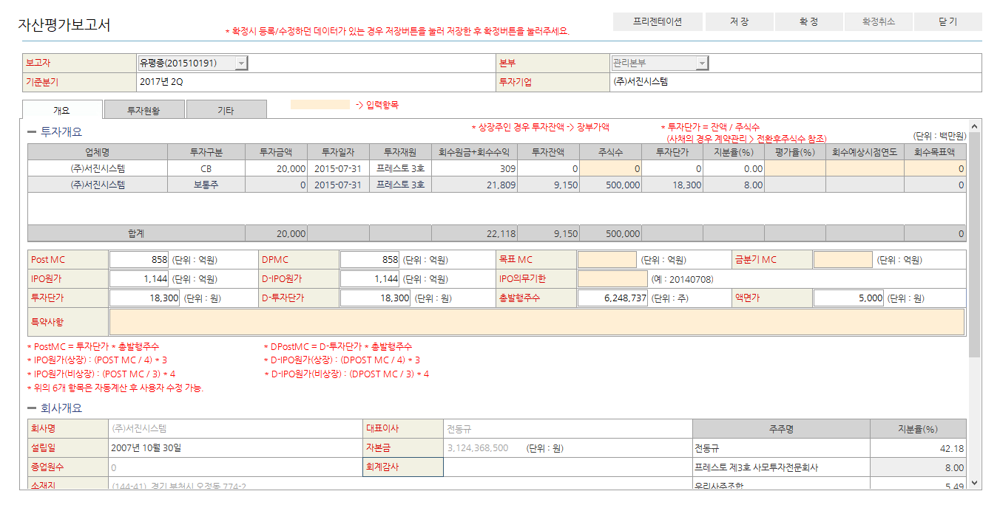 자산평가보고서
* 확정시 등록/수정하던 데이터가 있는 경우 저장버튼을 눌러 저장한 후 확정버튼을 눌러주세요.
프리젠테이션 저 장 확 정 확정취소 닫 기
보고자 유평종(201510191) 본부 관리본부
기준분기 2017년 2Q 투자기업 (주)서진시스템
개요 투자현황 기타 -> 입력항목
투자개요
* 상장주인 경우 투자잔액 -> 장부가액 * 투자단가 = 잔액 / 주식수
(사채의 경우 계약관리 > 전환후주식수 참조) (단위 : 백만원)
업체명 투자구분 투자금액 투자일자 투자재원 회수원금+회수수익 투자잔액 주식수 투자단가 지분율(%) 평가율(%) 회수예상시점연도 회수목표액
(주)서진시스템 CB 20,000 2015-07-31 프레스토 3호 309 0 0 0 0.00 0
(주)서진시스템 보통주 0 2015-07-31 프레스토 3호 21,809 9,150 500,000 18,300 8.00 0
합계 20,000 22,118 9,150 500,000 0
Post MC 858 (단위 : 억원) DPMC 858 (단위 : 억원) 목표 MC (단위 : 억원) 금분기 MC (단위 : 억원)
IPO원가 1,144 (단위 : 억원) D-IPO원가 1,144 (단위 : 억원) IPO의무기한 (예 : 20140708)
투자단가 18,300 (단위 : 원) D-투자단가 18,300 (단위 : 원) 총발행주수 6,248,737 (단위 : 주) 액면가 5,000 (단위 : 원)
특약사항
* PostMC = 투자단가 * 총발행주수 * DPostMC = D-투자단가 * 총발행주수
* IPO원가(상장) : (POST MC / 4) * 3 * D-IPO원가(상장) : (DPOST MC / 4) * 3
* IPO원가(비상장) : (POST MC / 3) * 4 * D-IPO원가(비상장) : (DPOST MC / 3) * 4
* 위의 6개 항목은 자동계산 후 사용자 수정 가능.
회사개요
회사명 (주)서진시스템 대표이사 전동규 주주명 지분율(%)
설립일 2007년 10월 30일 자본금 3,124,368,500 (단위 : 원) 전동규 42.18
종업원수 0 회계감사 프레스토 제3호 사모투자전문회사 8.00
소재지 (144-41) 경기 부천시 오정동 774-2 우리사주조합 5.49